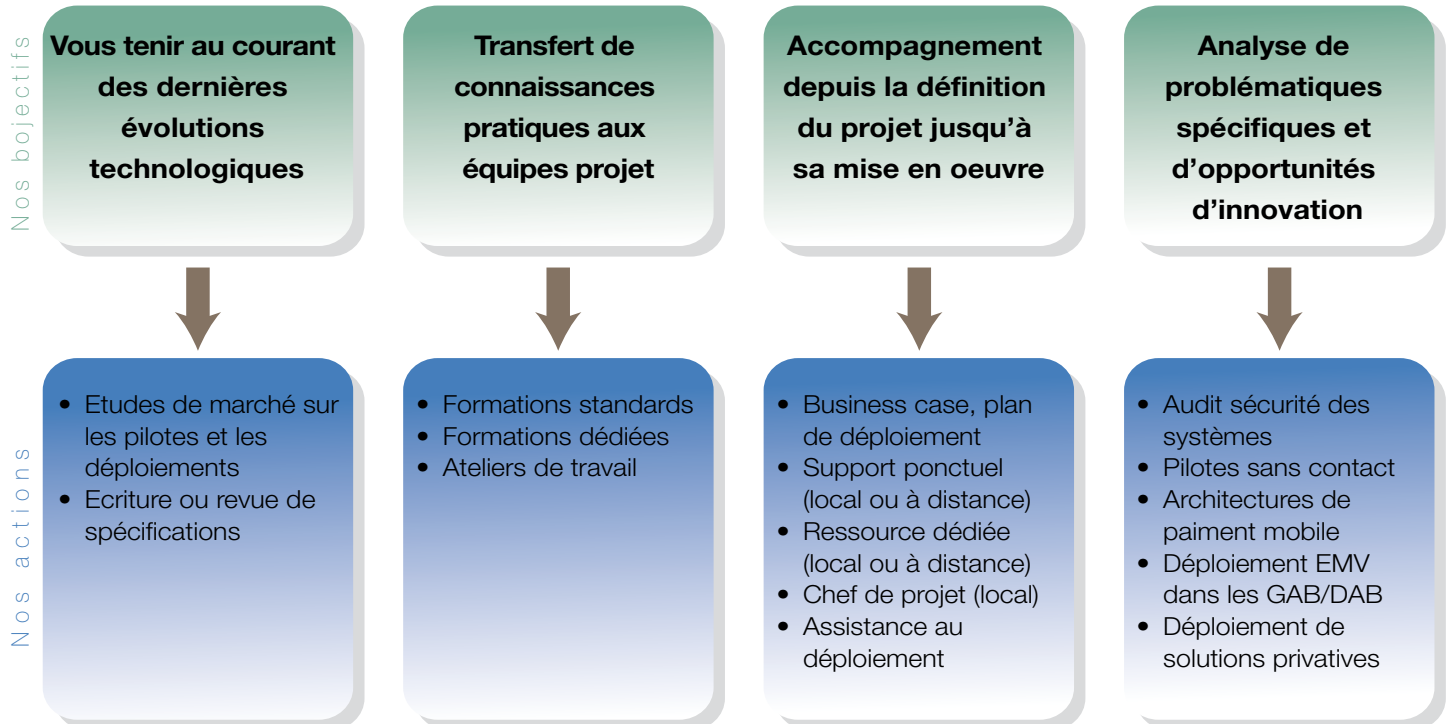 Nos bojectifs
Vous tenir au courant
des dernières
évolutions
technologiques
Transfert de
connaissances
pratiques aux
équipes projet
Accompagnement
depuis la définition
du projet jusqu’à
sa mise en oeuvre
Analyse de
problématiques
spécifiques et
d’opportunités
d’innovation
Nos actions
• Etudes de marché sur
les pilotes et les
déploiements
• Ecriture ou revue de
spécifications
• Formations standards
• Formations dédiées
• Ateliers de travail
• Business case, plan
de déploiement
• Support ponctuel
(local ou à distance)
• Ressource dédiée
(local ou à distance)
• Chef de projet (local)
• Assistance au
déploiement
• Audit sécurité des
systèmes
• Pilotes sans contact
• Architectures de
paiment mobile
• Déploiement EMV
dans les GAB/DAB
• Déploiement de
solutions privatives